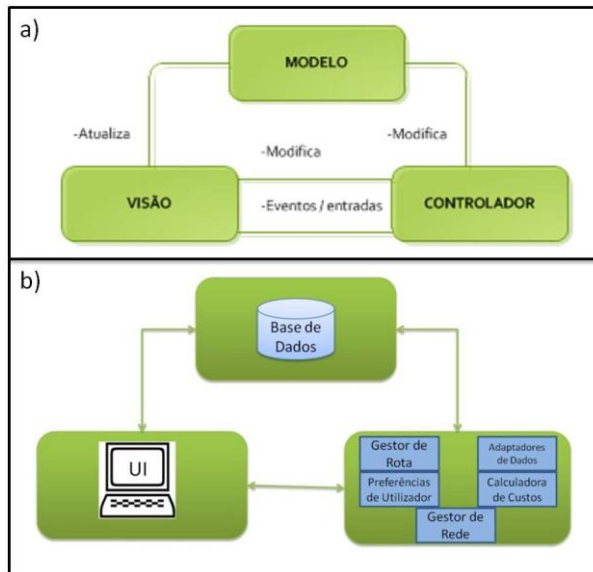 a)
MODELO
-Atualiza
-Modifica
-Modifica
VISÃO
-Eventos / entradas
CONTROLADOR
b)
Base de
Dados
UI
Gestor de
Rota
Adaptadores
de Dados
Preferências
de Utilizador
Calculadora
de Custos
Gestor de
Rede